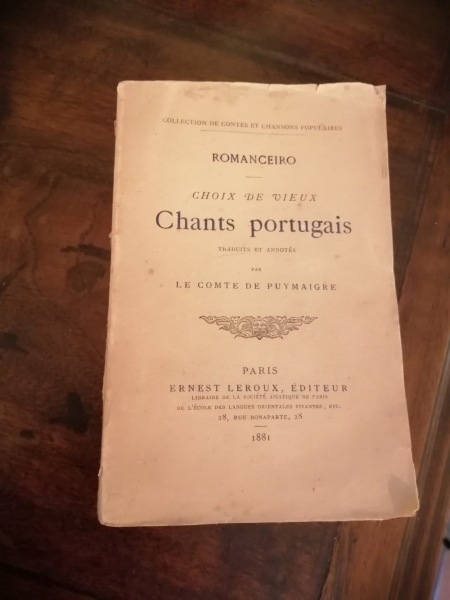 COLLECTION DE CONTES ET CHANSONS POPULAIRES
ROMANCEIRO
CHOIX DE VIEUX
Chants portugais
TRADUITS ET ANNOTÉS
PAR
LE COMTE DE PUYMAIGRE
PARIS
ERNEST LEROUX, ÉDITEUR
LIBRAIRE DE LA SOCIÉTÉ ASIATIQUE DE PARIS
DE L'ÉCOLE DES LANGUES ORIENTALES VIVANTES, ETC.
28, RUE BONAPARTE, 28
1881